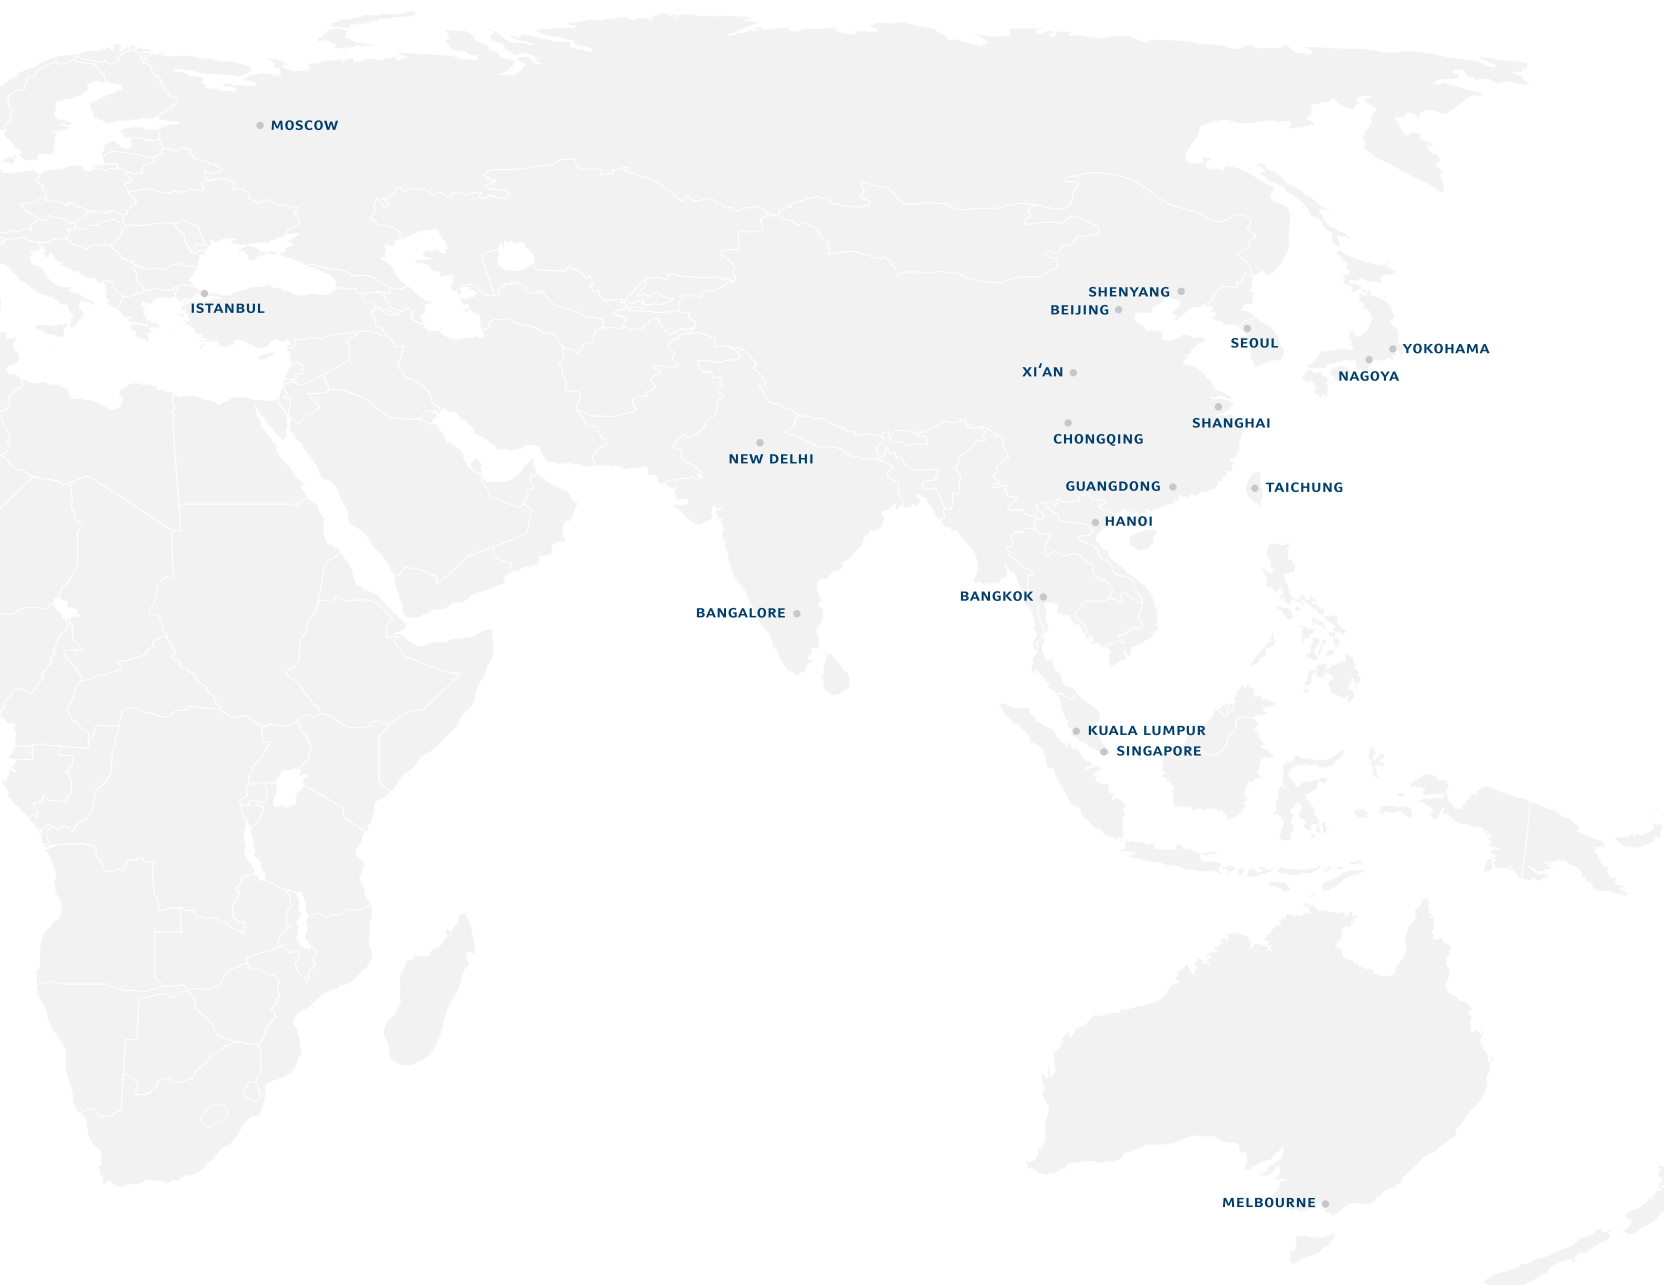 MOSCOW
SHENYANG
ISTANBUL
BEIJING
SEOUL
YOKOHAMA
XI'AN
NAGOYA
SHANGHAI
CHONGQING
NEW DELHI
GUANGDONG
TAICHUNG
HANOI
BANGKOK
BANGALORE
KUALA LUMPUR
SINGAPORE
MELBOURNE